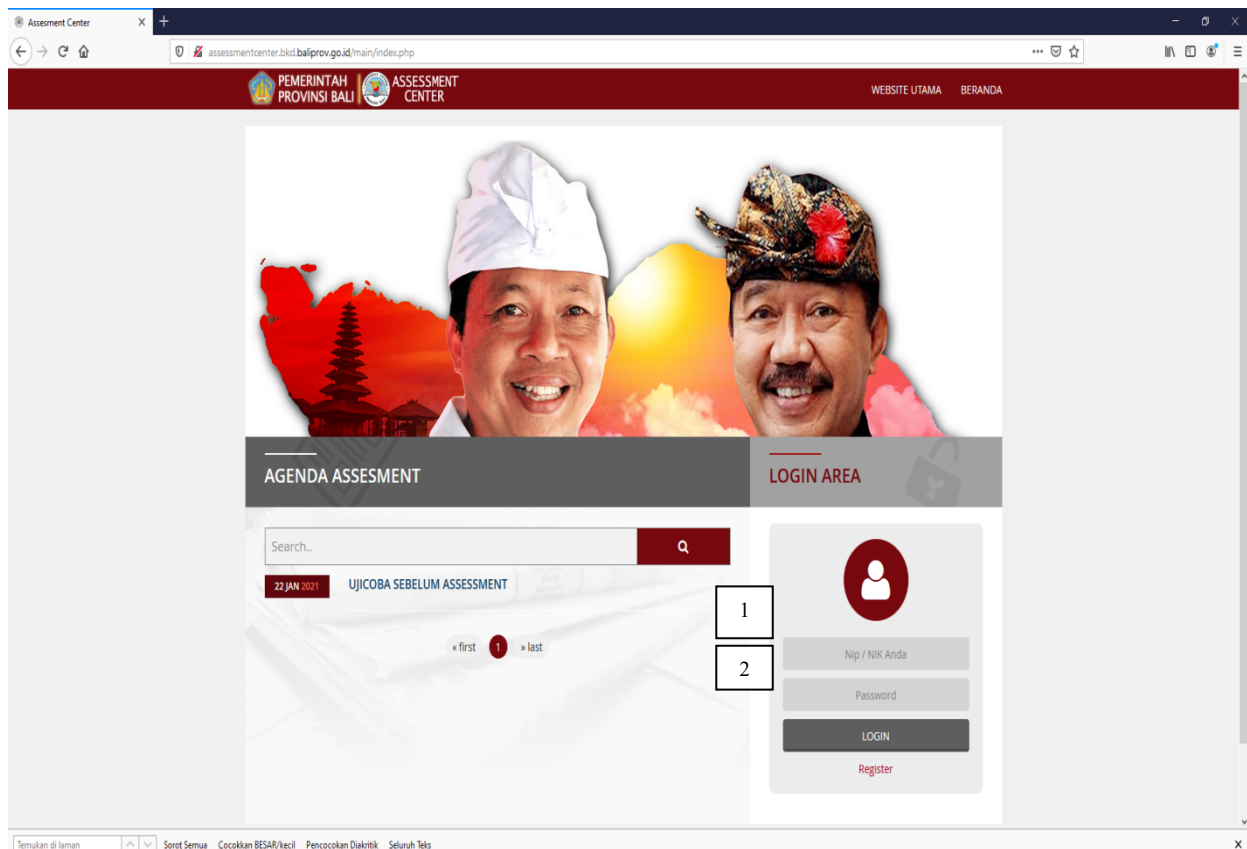 Assesment Center
assessmentcenter.bkd.baliprov.go.id/main/index.php
PEMERINTAH
PROVINSI BALI
ASSESSMENT
CENTER
WEBSITE UTAMA BERANDA
AGENDA ASSESMENT
LOGIN AREA
Search..
22 JAN 2021 UJICOBA SEBELUM ASSESSMENT
« first 1 » last
1
2
Nip / NIK Anda
Password
LOGIN
Register
Temukan di laman Sorot Semua Cocokkan BESAR/kecil Pencocokan Diakritik Seluruh Teks